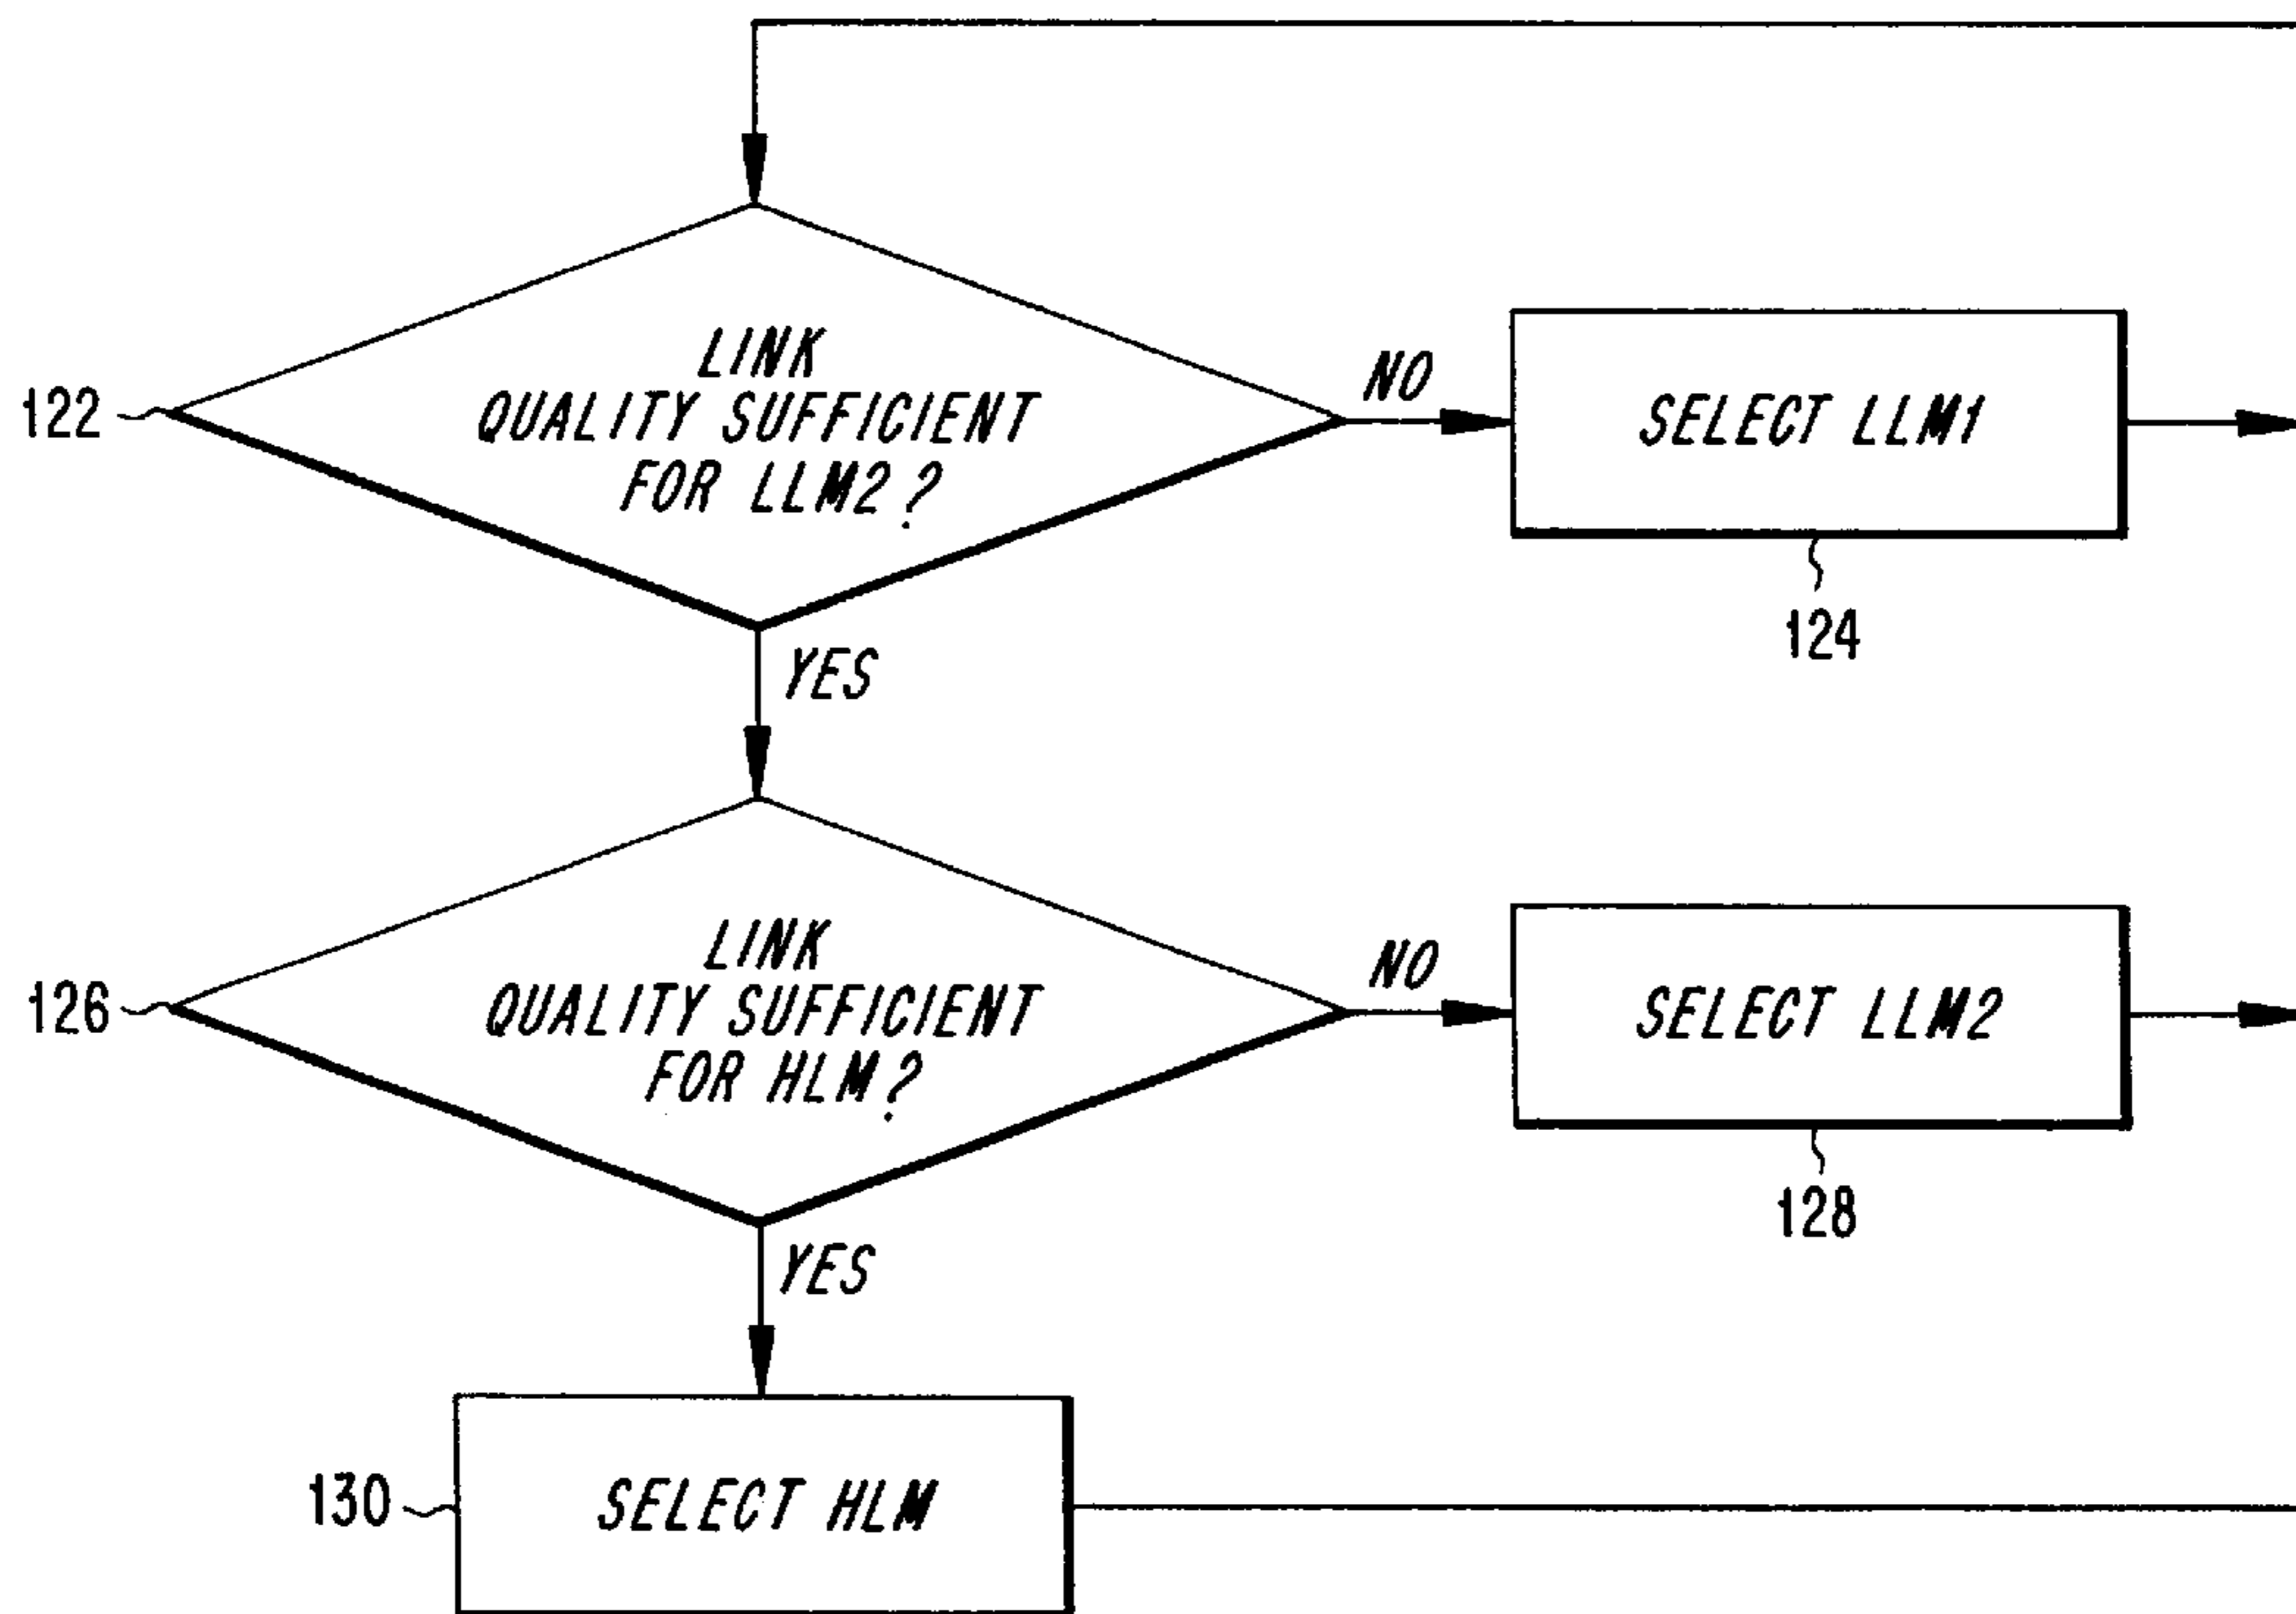 LINK
QUALITY SUFFICIENT
FOR LLM2?
122
NO
SELECT LLM1
124
YES
LINK
QUALITY SUFFICIENT
FOR HLM?
126
NO
SELECT LLM2
128
YES
130
SELECT HLM